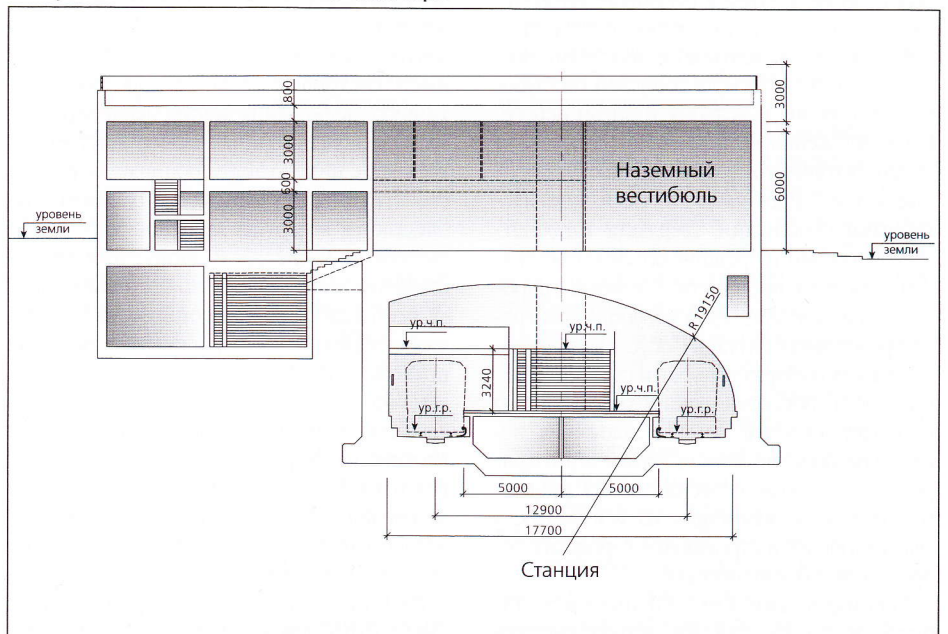 800
3000
3000
600
3000
6000
Наземный
вестибюль
уровень
земли
уровень
земли
R 19150
ур.ч.п.
ур.ч.п.
3240
ур.ч.п.
ур.г.р.
ур.г.р.
5000
5000
12900
17700
Станция